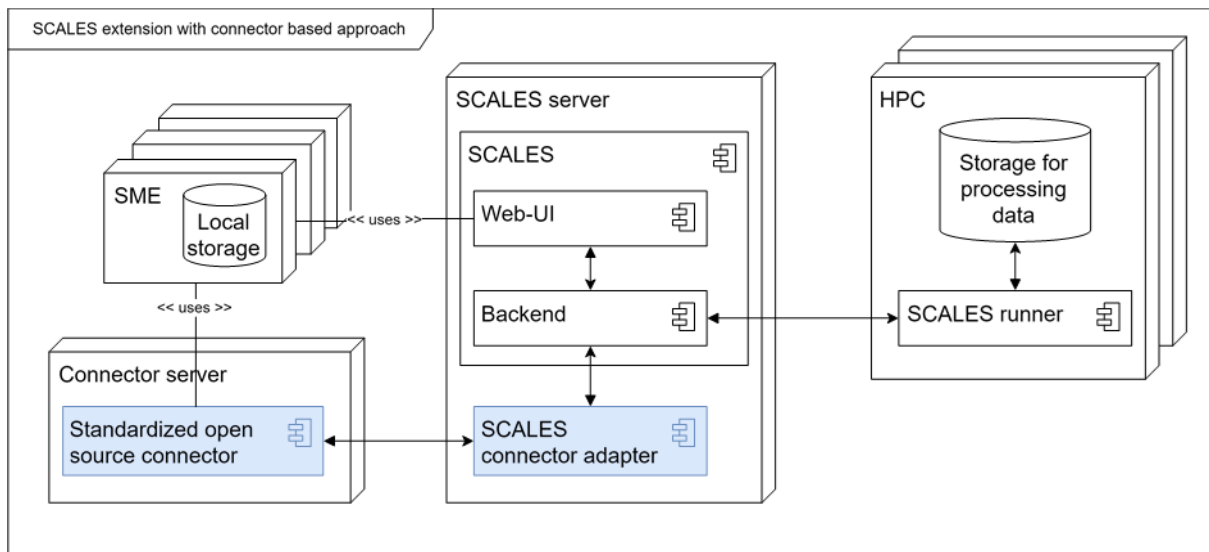 SCALES extension with connector based approach
SME
Local
storage
<< uses >>
<< uses >>
Connector server
Standardized open
source connector
SCALES server
SCALES
Web-UI
Backend
SCALES
connector adapter
HPC
Storage for
processing
data
SCALES runner